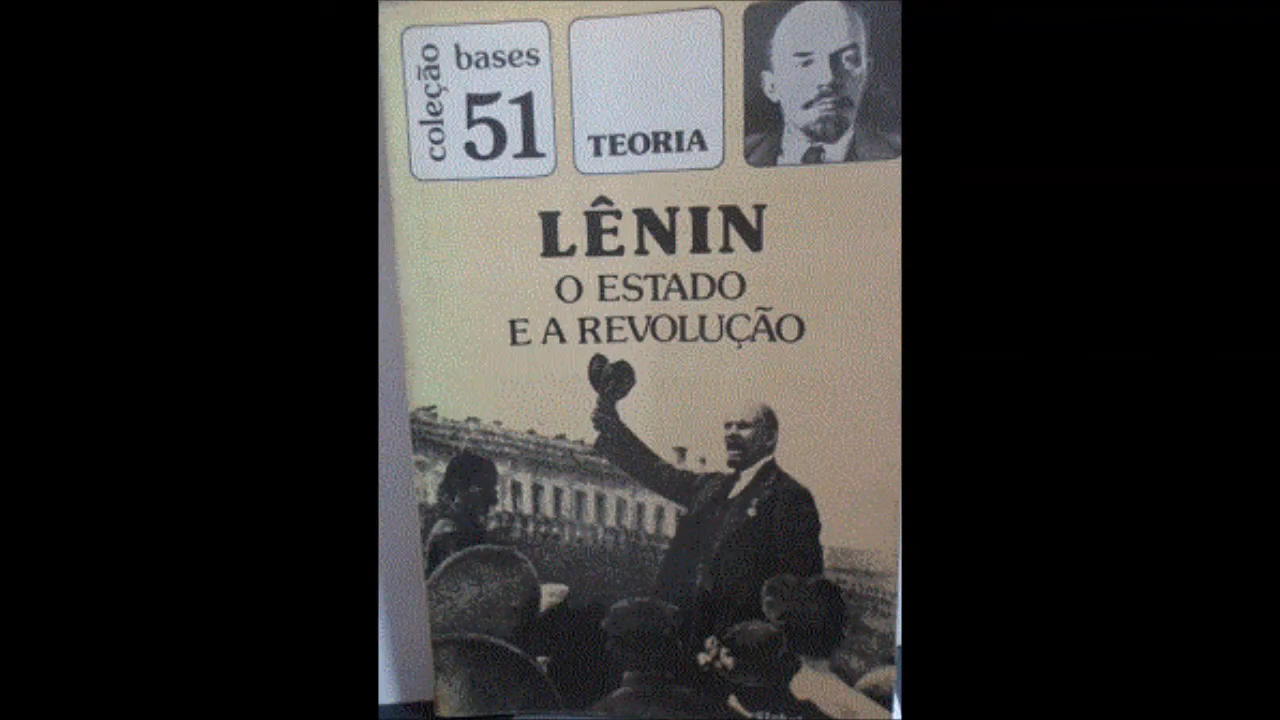 coleção
bases
51
TEORIA
LÊNIN
O ESTADO
E A REVOLUÇÃO